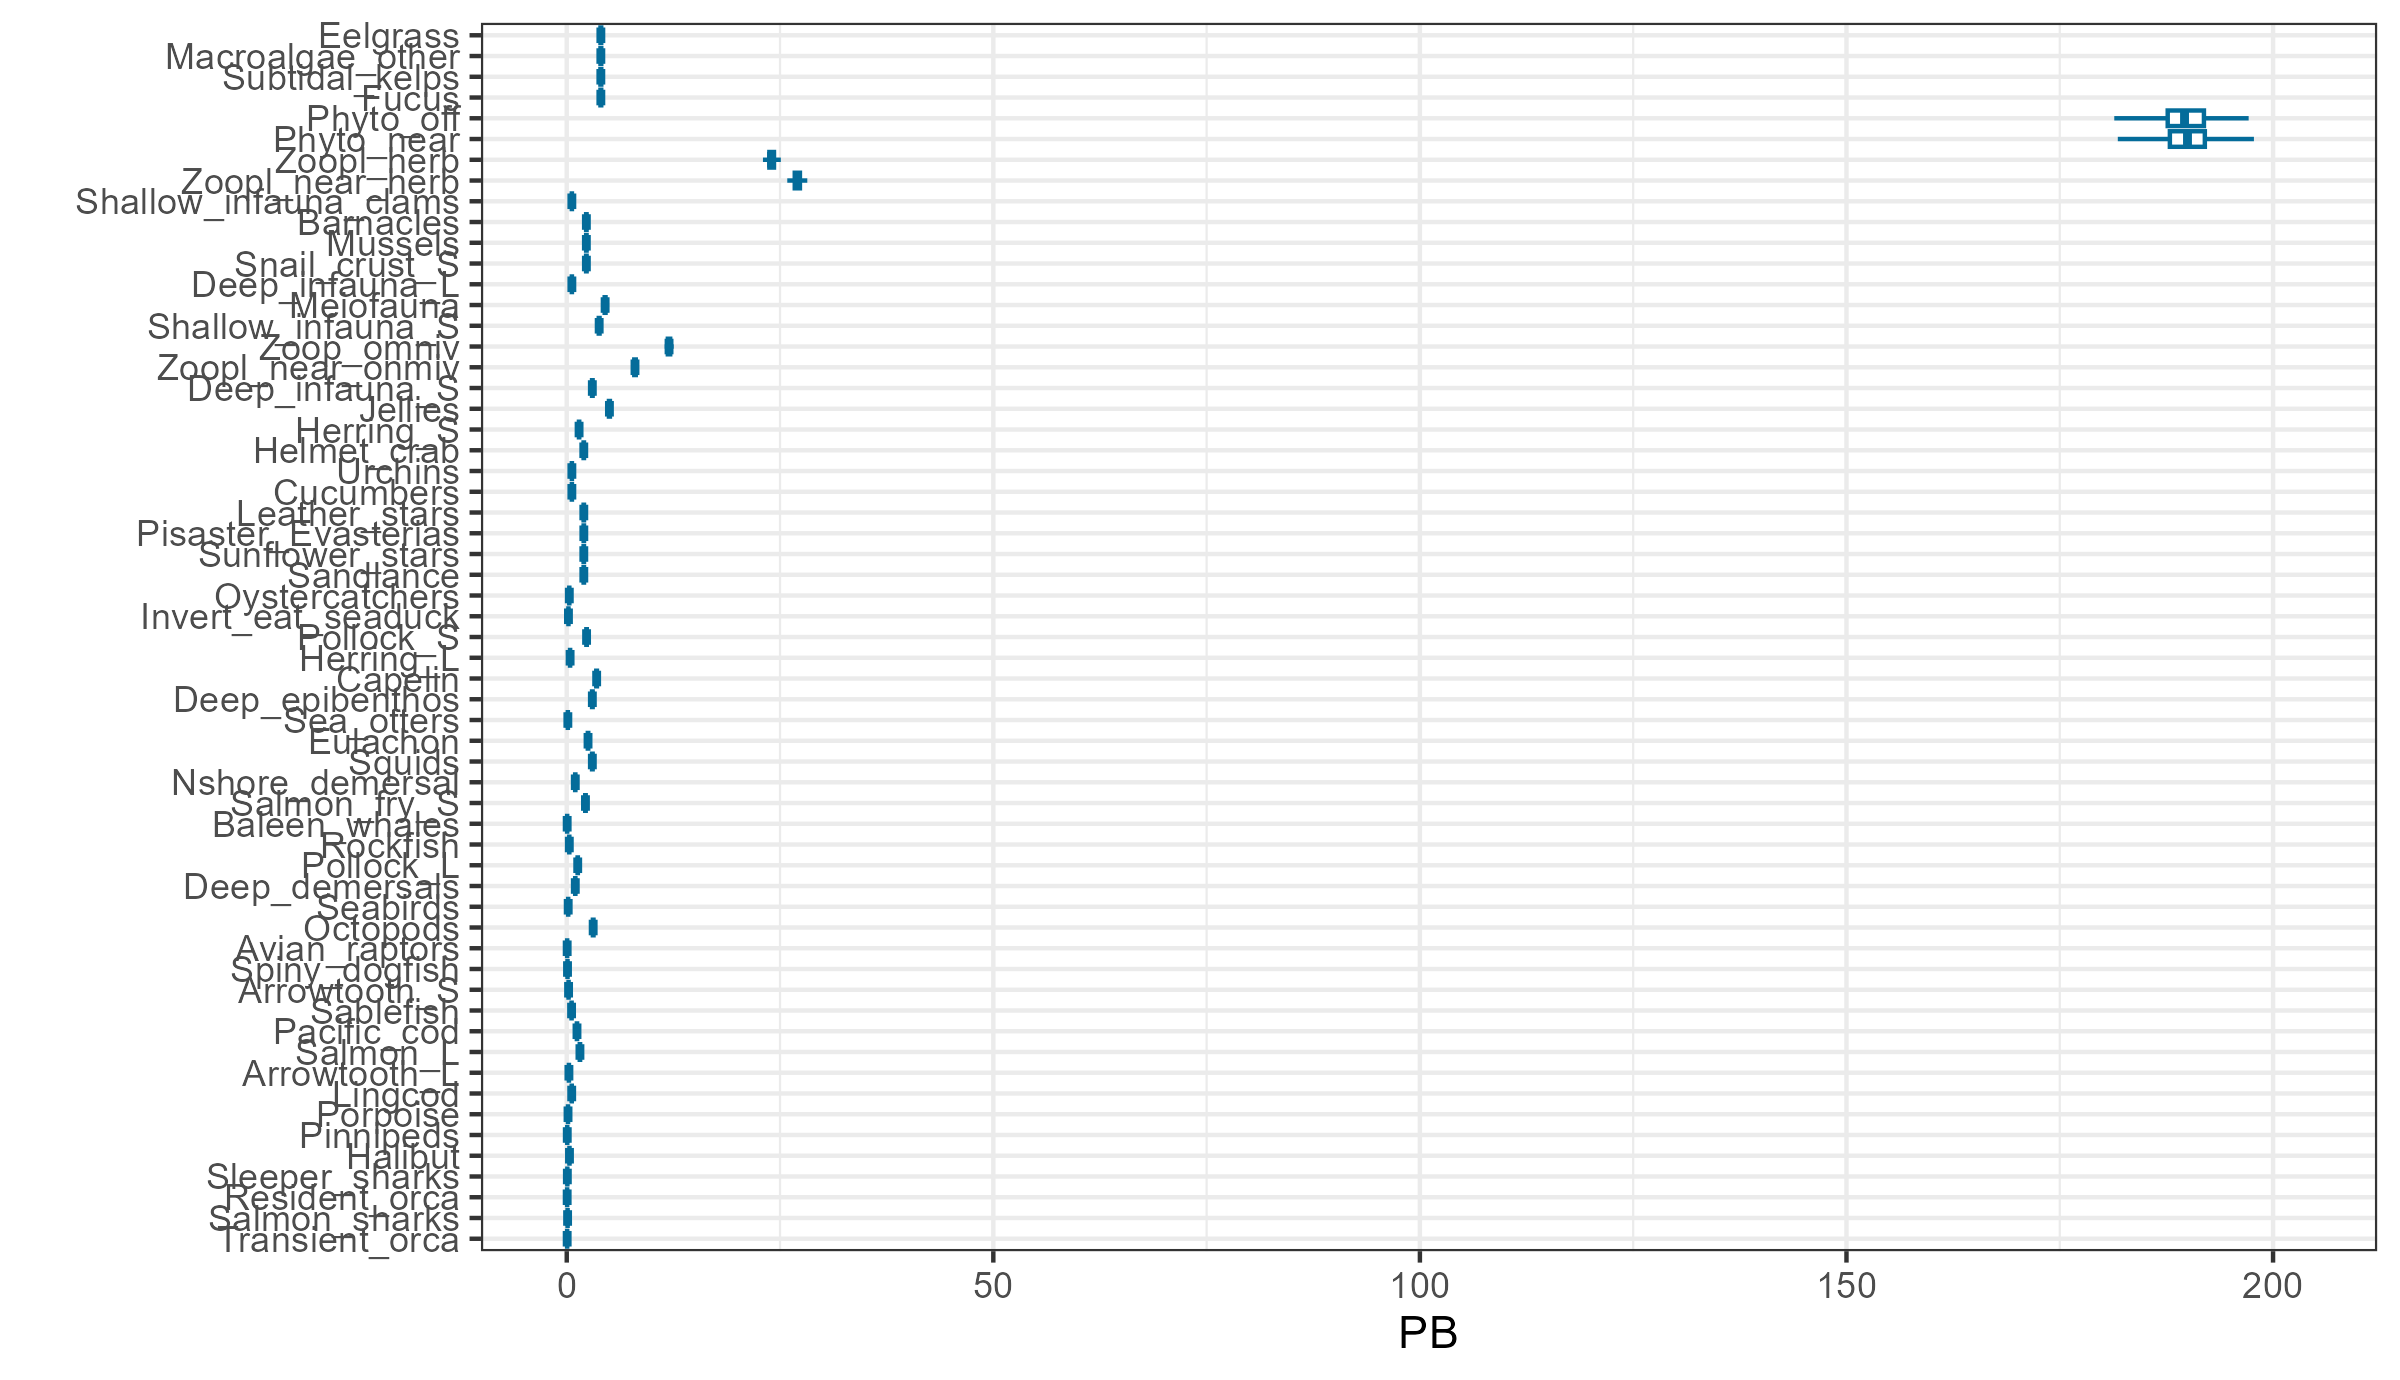 Eelgrass
Macroalgae_other
Subtidal_kelps
Fucus
Phyto_off
Phyto_near
Zoopl_herb
Zoopl_near_herb
Shallow_infauna_clams
Barnacles
Mussels
Snail_crust_S
Deep_infauna_L
Meiofauna
Shallow_infauna_S
Zoop_omniv
Zoopl_near_onmiv
Deep_infauna_S
Jellies
Herring_S
Helmet_crab
Urchins
Cucumbers
Leather_stars
Pisaster_Evasterias
Sunflower_stars
Sandlance
Oystercatchers
Invert_eat_seaduck
Pollock_S
Herring_L
Capelin
Deep_epibenthos
Sea_otters
Eulachon
Squids
Nshore_demersal
Salmon_fry_S
Baleen_whales
Rockfish
Pollock_L
Deep_demersals
Seabirds
Octopods
Avian_raptors
Spiny_dogfish
Arrowtooth_S
Sablefish
Pacific_cod
Salmon_L
Arrowtooth_L
Lingcod
Porpoise
Pinnipeds
Halibut
Sleeper_sharks
Resident_orca
Salmon_sharks
Transient_orca
0 50 100 150 200
PB